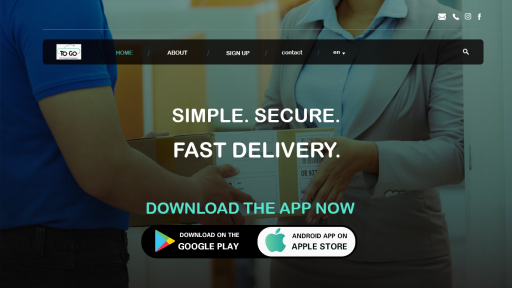 TO GO
HOME / ABOUT / SIGN UP / contact / en
SIMPLE. SECURE.
FAST DELIVERY.
DOWNLOAD THE APP NOW
DOWNLOAD ON THE
GOOGLE PLAY
ANDROID APP ON
APPLE STORE